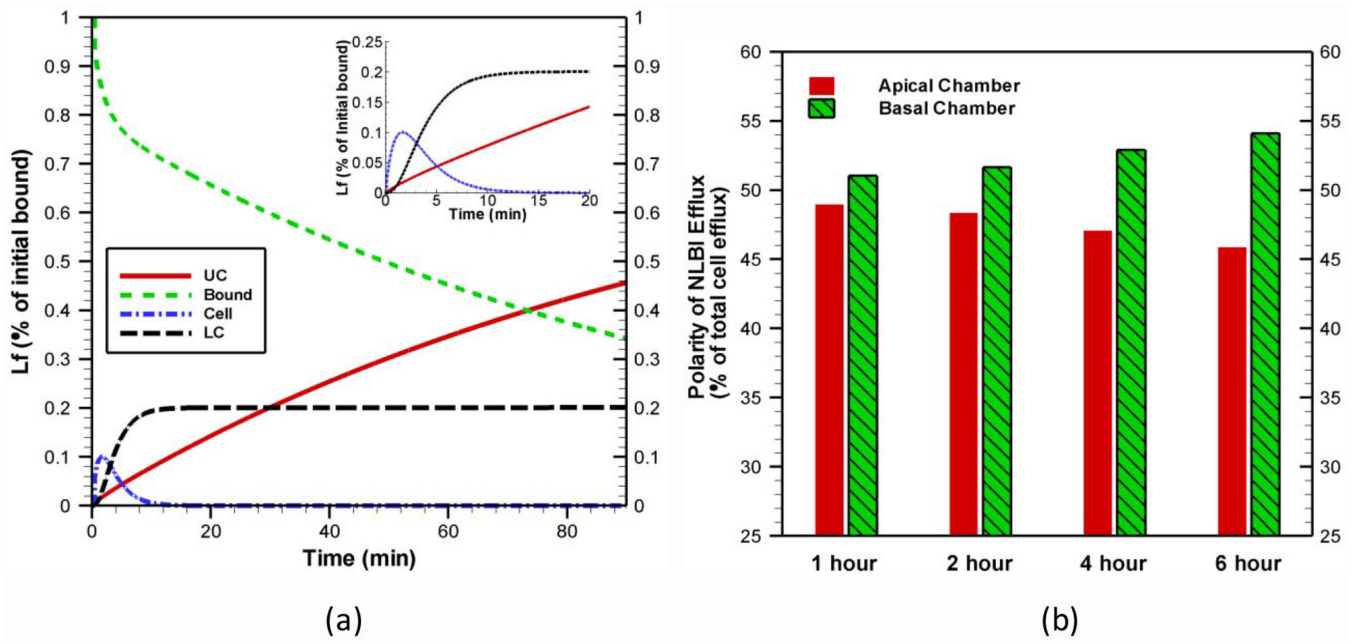 1
0.9
0.8
0.7
0.6
0.5
0.4
0.3
0.2
0.1
0
Lf (% of initial bound)
0 20 40 60 80
Time (min)
1
0.9
0.8
0.7
0.6
0.5
0.4
0.3
0.2
0.1
0
UC
Bound
Cell
LC
0.25
0.2
0.15
0.1
0.05
0
Lf (% of Initial bound)
0 5 10 15 20
Time (min)
(a)
60
55
50
45
40
35
30
25
Polarity of NLBI Efflux
(% of total cell efflux)
Apical Chamber
Basal Chamber
60
55
50
45
40
35
30
25
1 hour 2 hour 4 hour 6 hour
(b)